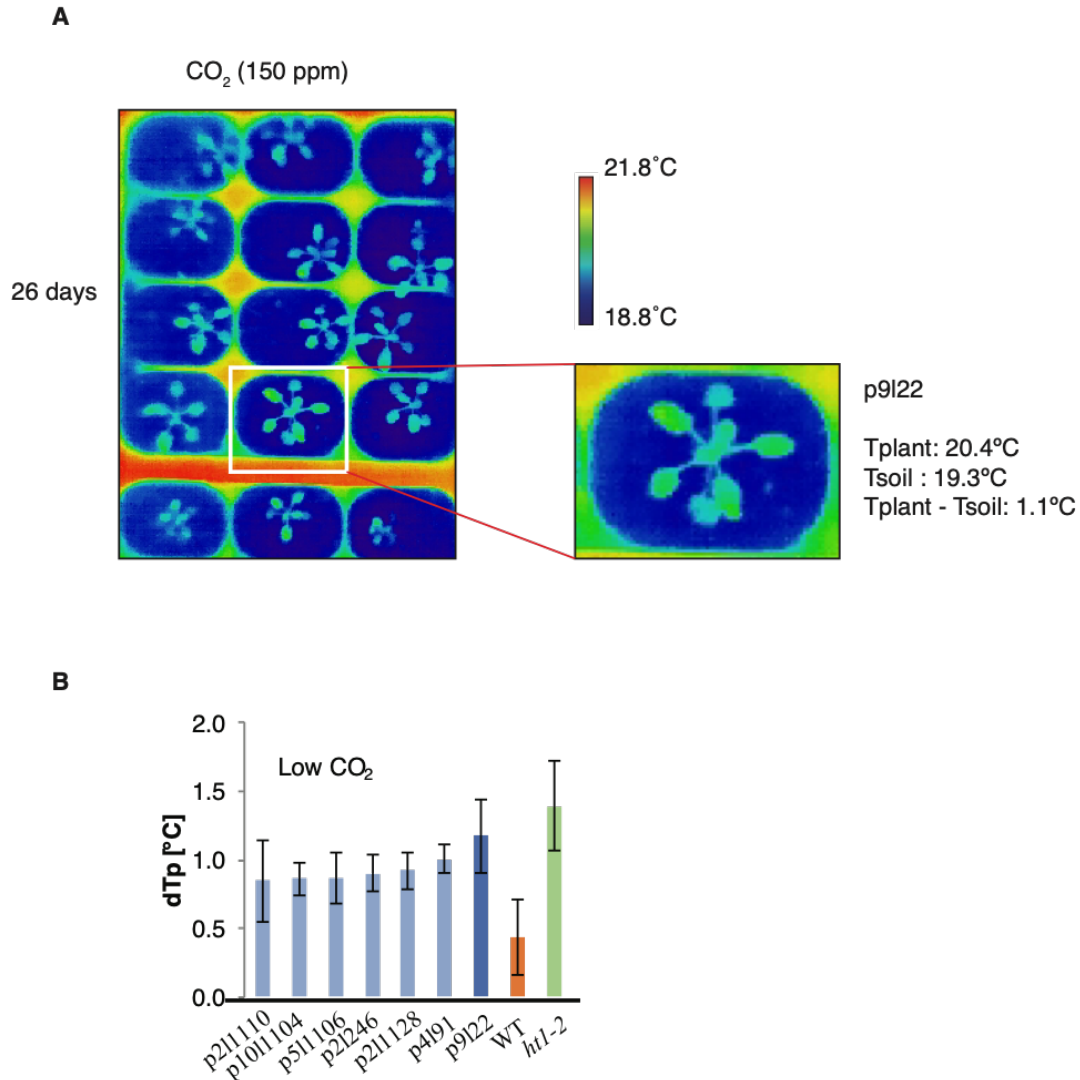 A
CO₂ (150 ppm)
21.8˚C
18.8˚C
26 days
p9l22
Tplant: 20.4ºC
Tsoil : 19.3ºC
Tplant - Tsoil: 1.1ºC
B
Low CO₂
dTp [°C]
2.0
1.5
1.0
0.5
0.0
p2l1110
p10l1104
p5l1106
p2l246
p2l1128
p4l91
p9l22
WT
ht1-2